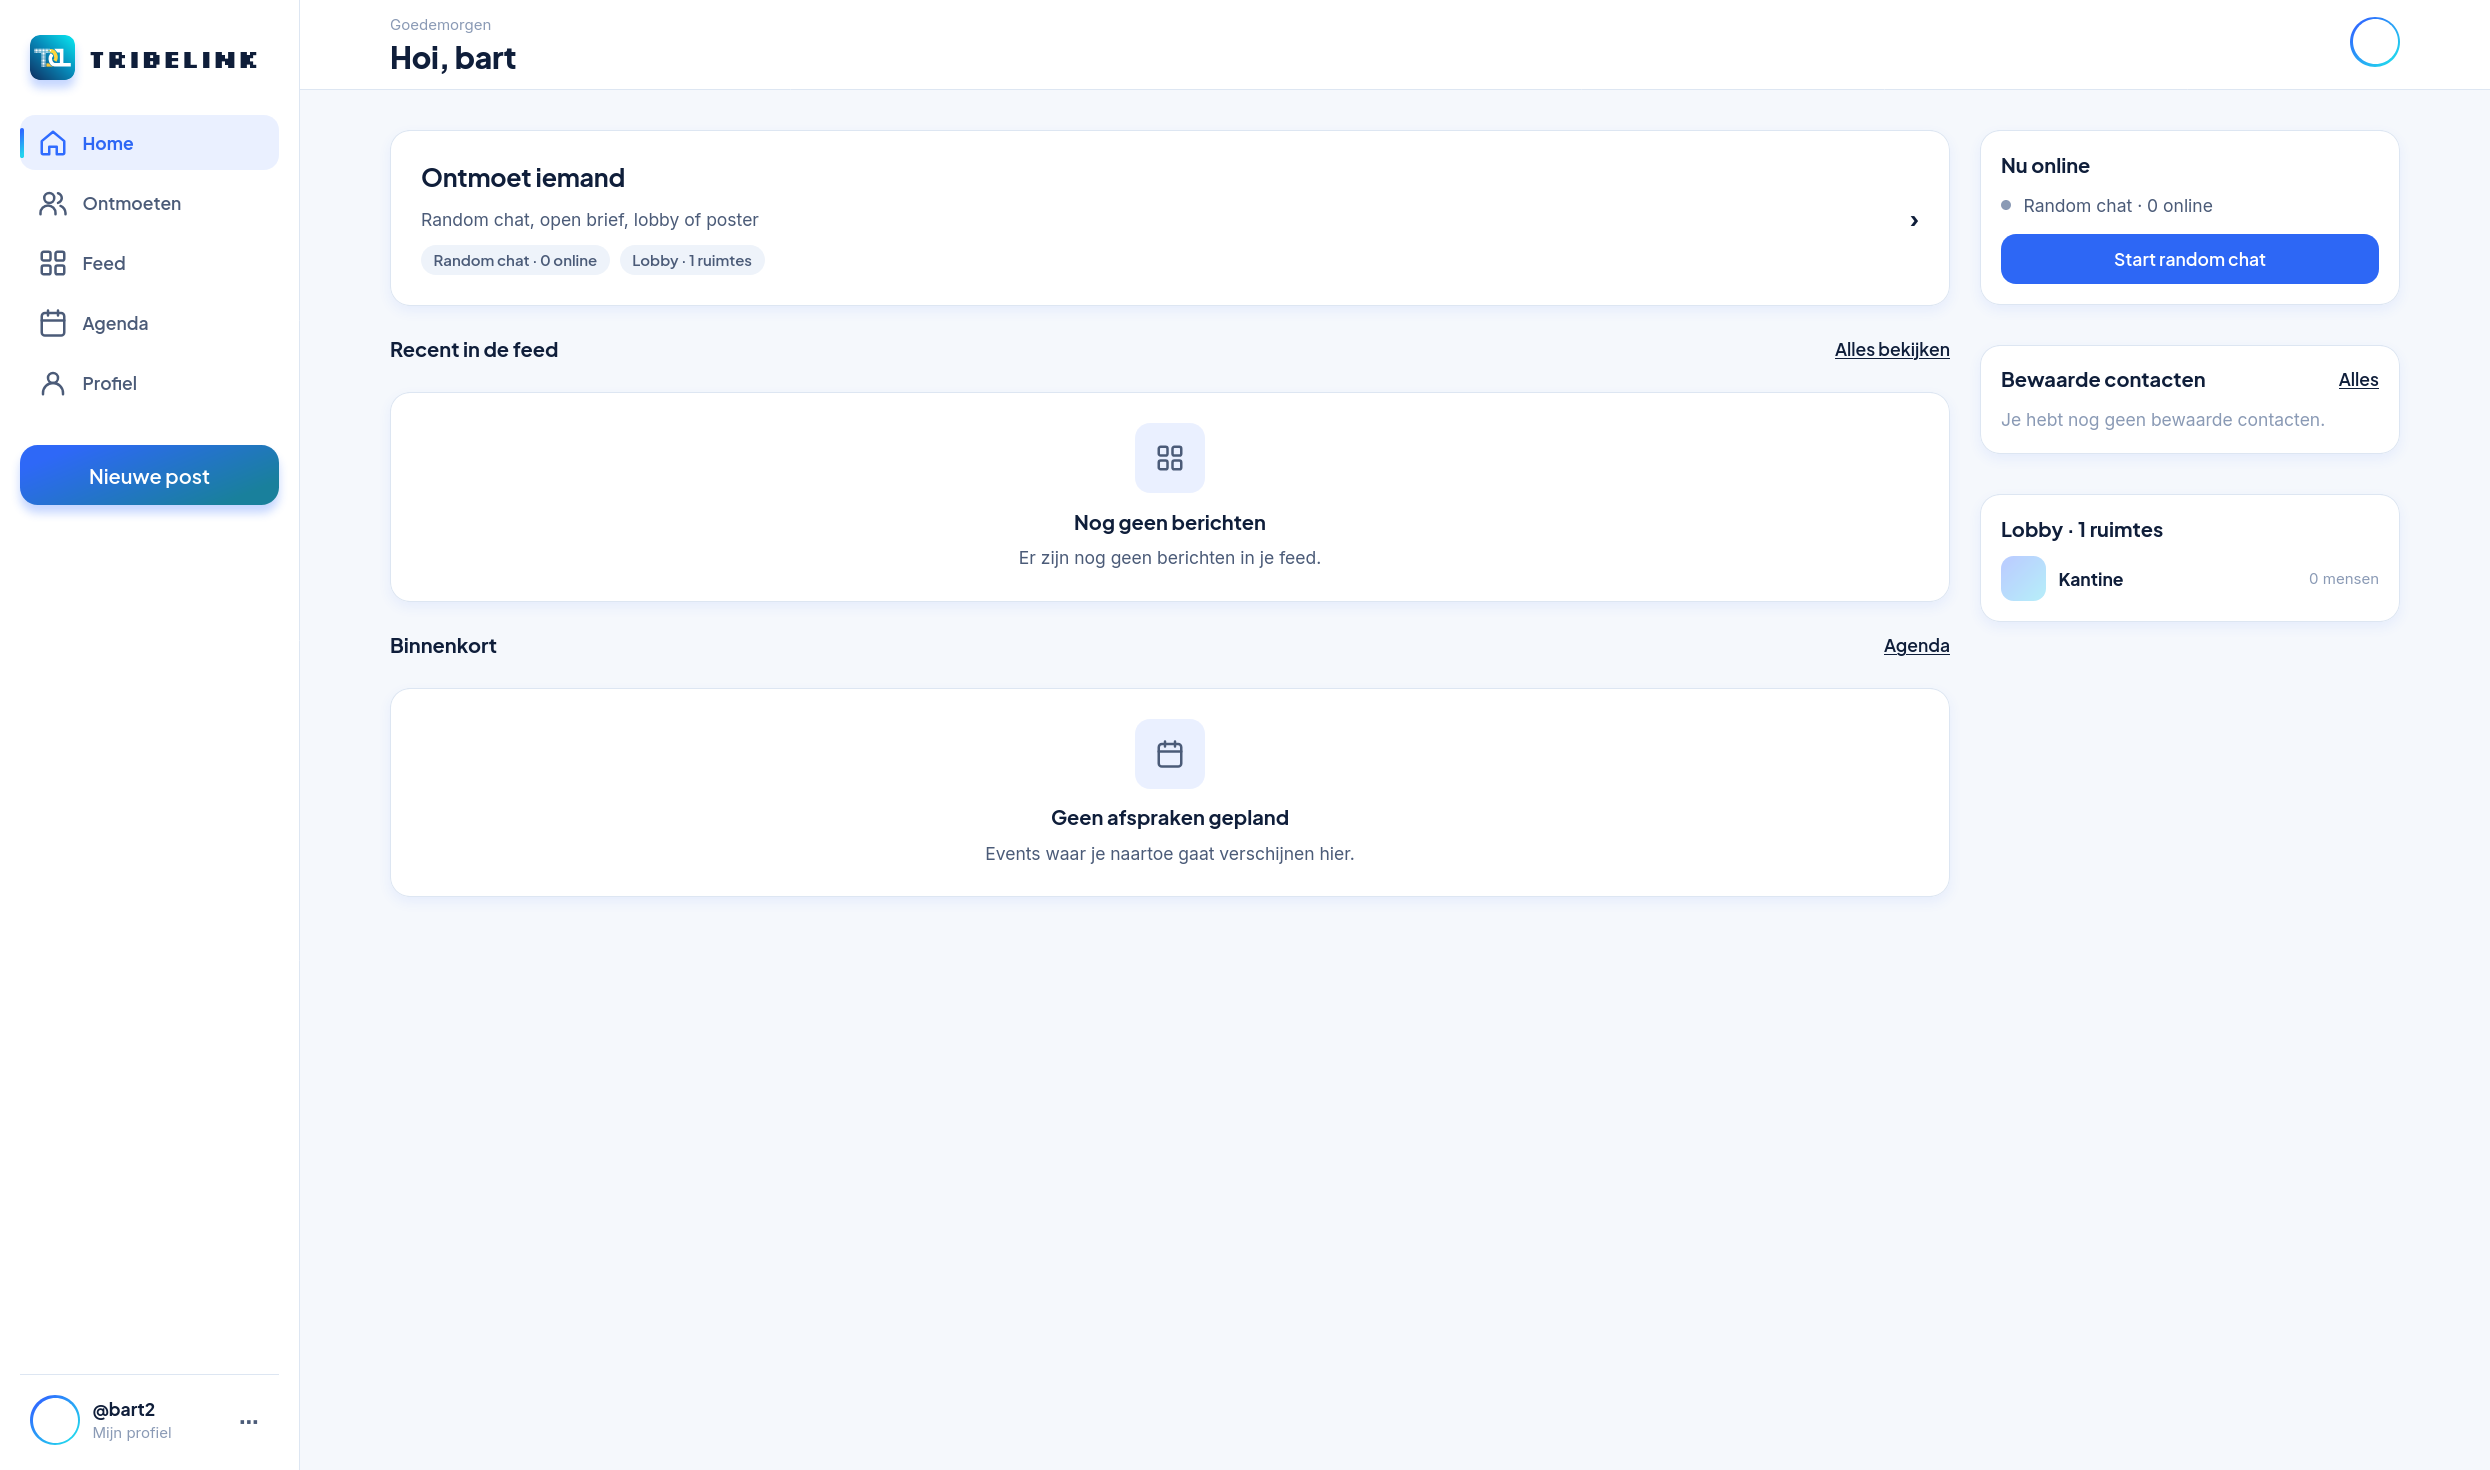 TRIBELINK
Home
Ontmoeten
Feed
Agenda
Profiel
Nieuwe post
@bart2
Mijn profiel
...
Goedemorgen
Hoi, bart
Ontmoet iemand
Random chat, open brief, lobby of poster
Random chat · 0 online
Lobby · 1 ruimtes
›
Recent in de feed
Alles bekijken
Nog geen berichten
Er zijn nog geen berichten in je feed.
Binnenkort
Agenda
Geen afspraken gepland
Events waar je naartoe gaat verschijnen hier.
Nu online
Random chat · 0 online
Start random chat
Bewaarde contacten
Alles
Je hebt nog geen bewaarde contacten.
Lobby · 1 ruimtes
Kantine
0 mensen